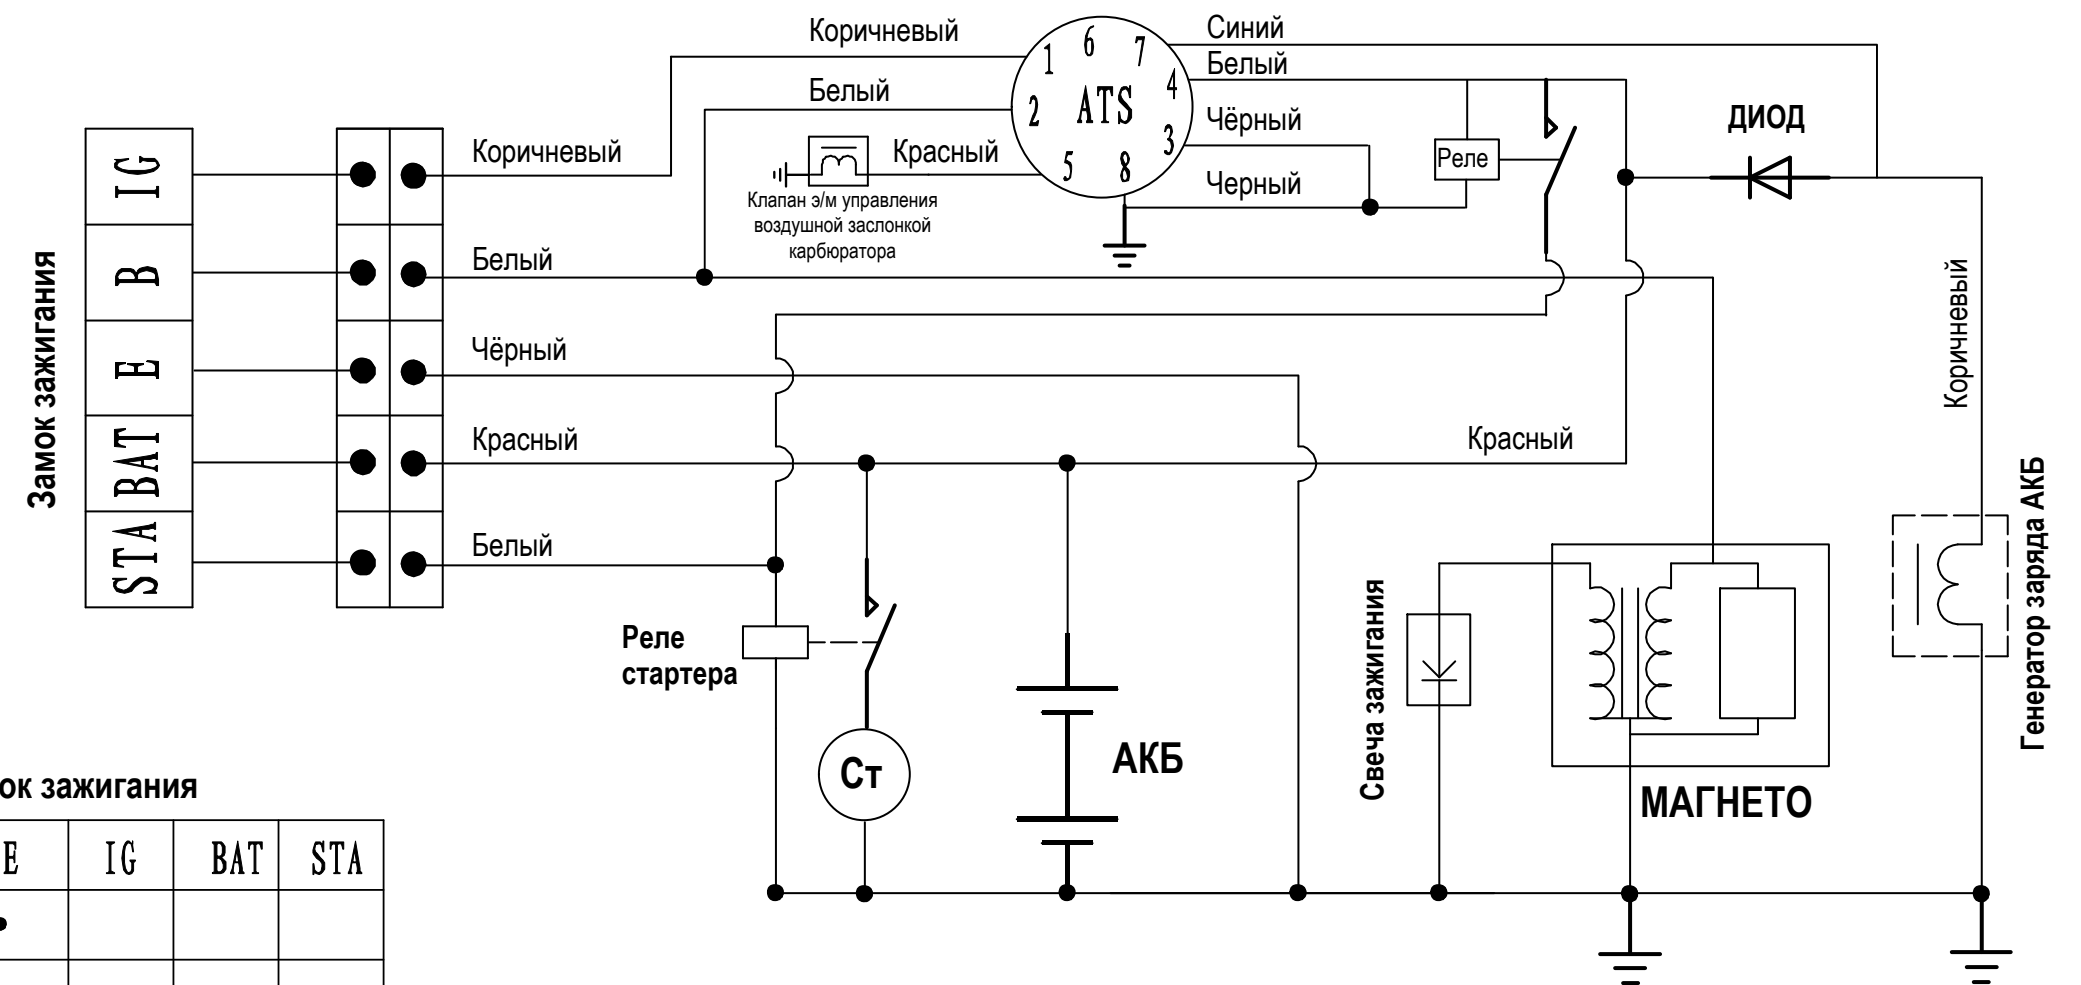 Коричневый
Синий
Белый
Белый
1
6
7
2
ATS
4
5
8
3
Чёрный
Черный
Коричневый
Красный
Клапан э/м управления
воздушной заслонкой
карбюратора
Реле
ДИОД
Замок зажигания
IG
B
E
BAT
STA
Белый
Чёрный
Красный
Красный
Белый
Коричневый
Реле
стартера
Ст
АКБ
Свеча зажигания
МАГНЕТО
Генератор заряда АКБ
ок зажигания
E
IG
BAT
STA